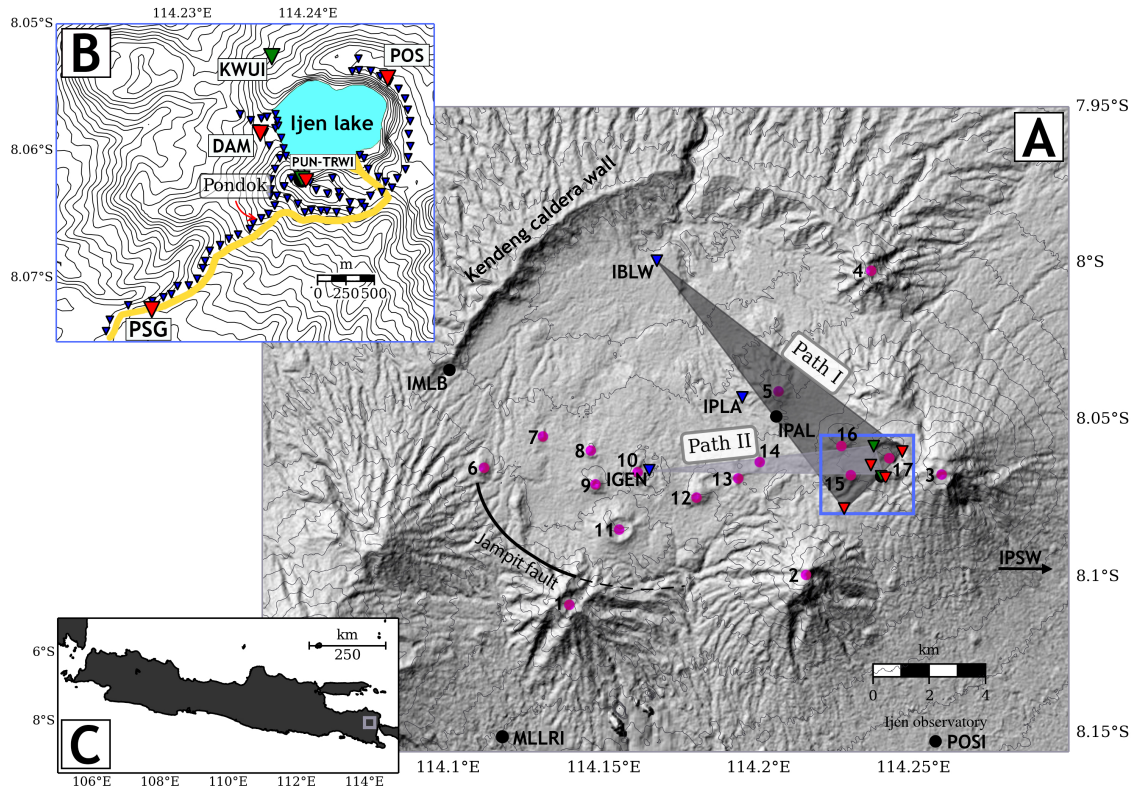 114.23°E
114.24°E
8.05°S
8.06°S
8.07°S
B
KWUI
POS
DAM
Ijen lake
PUN-TRWI
Pondok
PSG
m
0 250 500
A
7.95°S
8°S
8.05°S
8.1°S
8.15°S
Kendeng caldera wall
IBLW
4
Path I
IMLB
5
IPLA
IPAL
Path II
16
7
8
14
6
10
IGEN
13
15
17
3
9
12
11
Jampit fault
IPSW
2
1
km
0 2 4
Ijen observatory
MLLRI
POSI
114.1°E
114.15°E
114.2°E
114.25°E
km
250
6°S
8°S
C
106°E
108°E
110°E
112°E
114°E